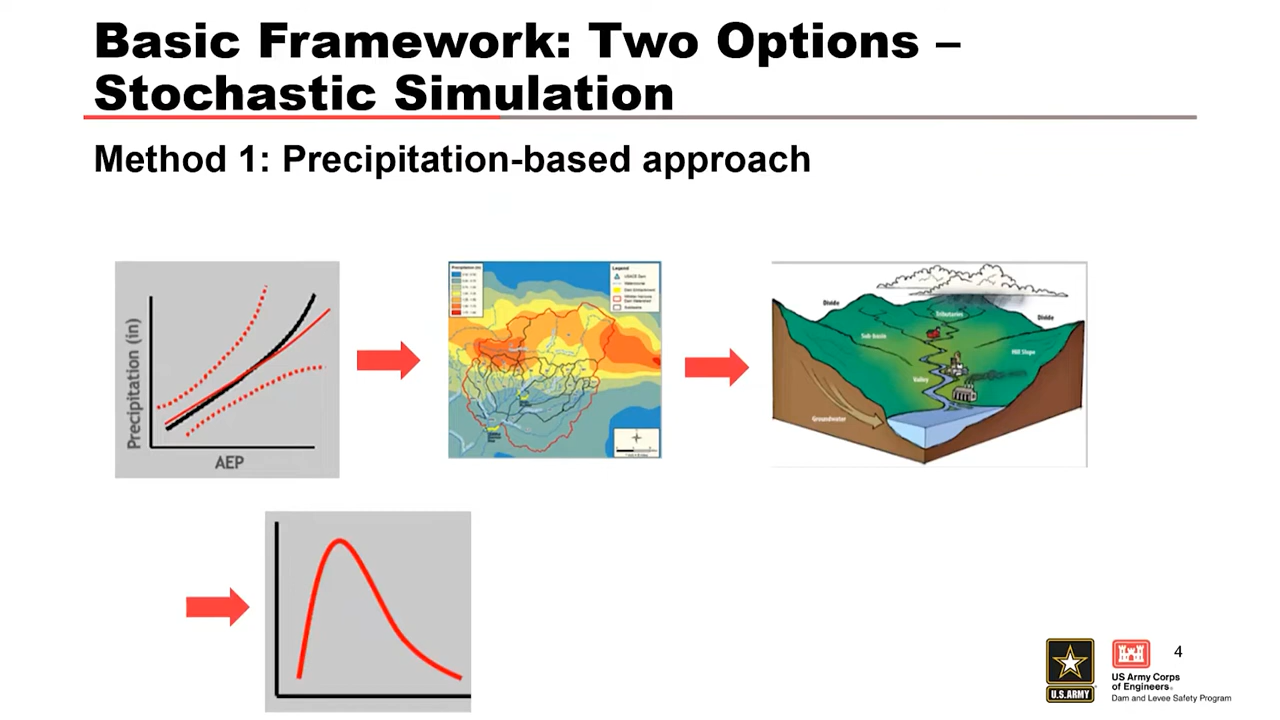 Basic Framework: Two Options –
Stochastic Simulation
Method 1: Precipitation-based approach
Precipitation (in)
AEP
Legend
Divide
Tributaries
Divide
Sub-basin
Hill Slope
Valley
Groundwater
4
U.S.ARMY
US Army Corps
of Engineers®
Dam and Levee Safety Program